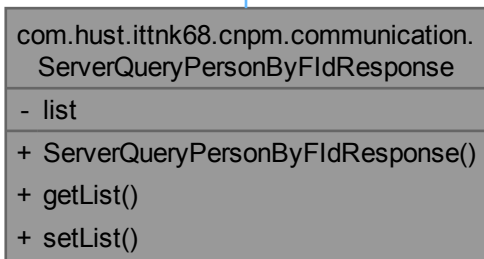 com.hust.ittnk68.cnpm.communication.
ServerQueryPersonByFIdResponse
- list
+ ServerQueryPersonByFIdResponse()
+ getList()
+ setList()